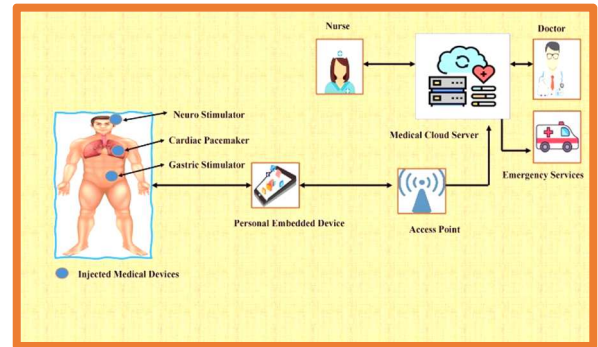 Nurse
Doctor
Neuro Stimulator
Cardiac Pacemaker
Medical Cloud Server
Gastric Stimulator
Emergency Services
Personal Embedded Device
Access Point
Injected Medical Devices